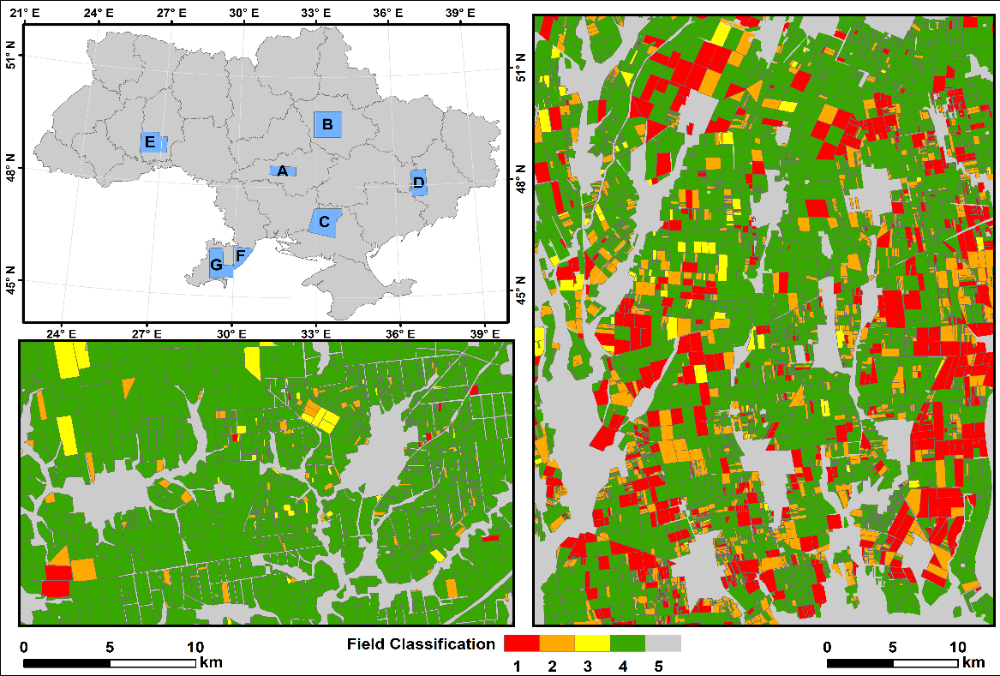 21° E 24° E 27° E 30° E 33° E 36° E 39° E
51° N
51° N
B
E
48° N
A
48° N
D
C
F
G
45° N
45° N
24° E 27° E 30° E 33° E 36° E 39° E
Field Classification
1 2 3 4 5
0 5 10
km
0 5 10
km